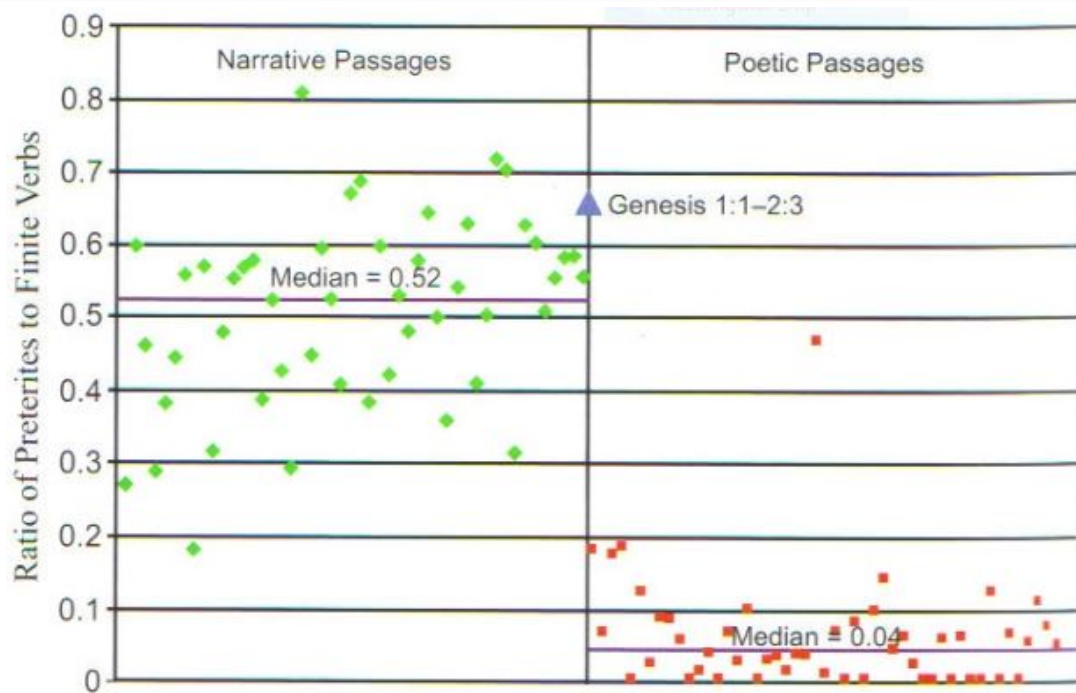 0.9
Narrative Passages
Poetic Passages
0.8
0.7
Genesis 1:1–2:3
0.6
Median = 0.52
0.5
0.4
0.3
0.2
0.1
Median = 0.04
0
Ratio of Preterites to Finite Verbs